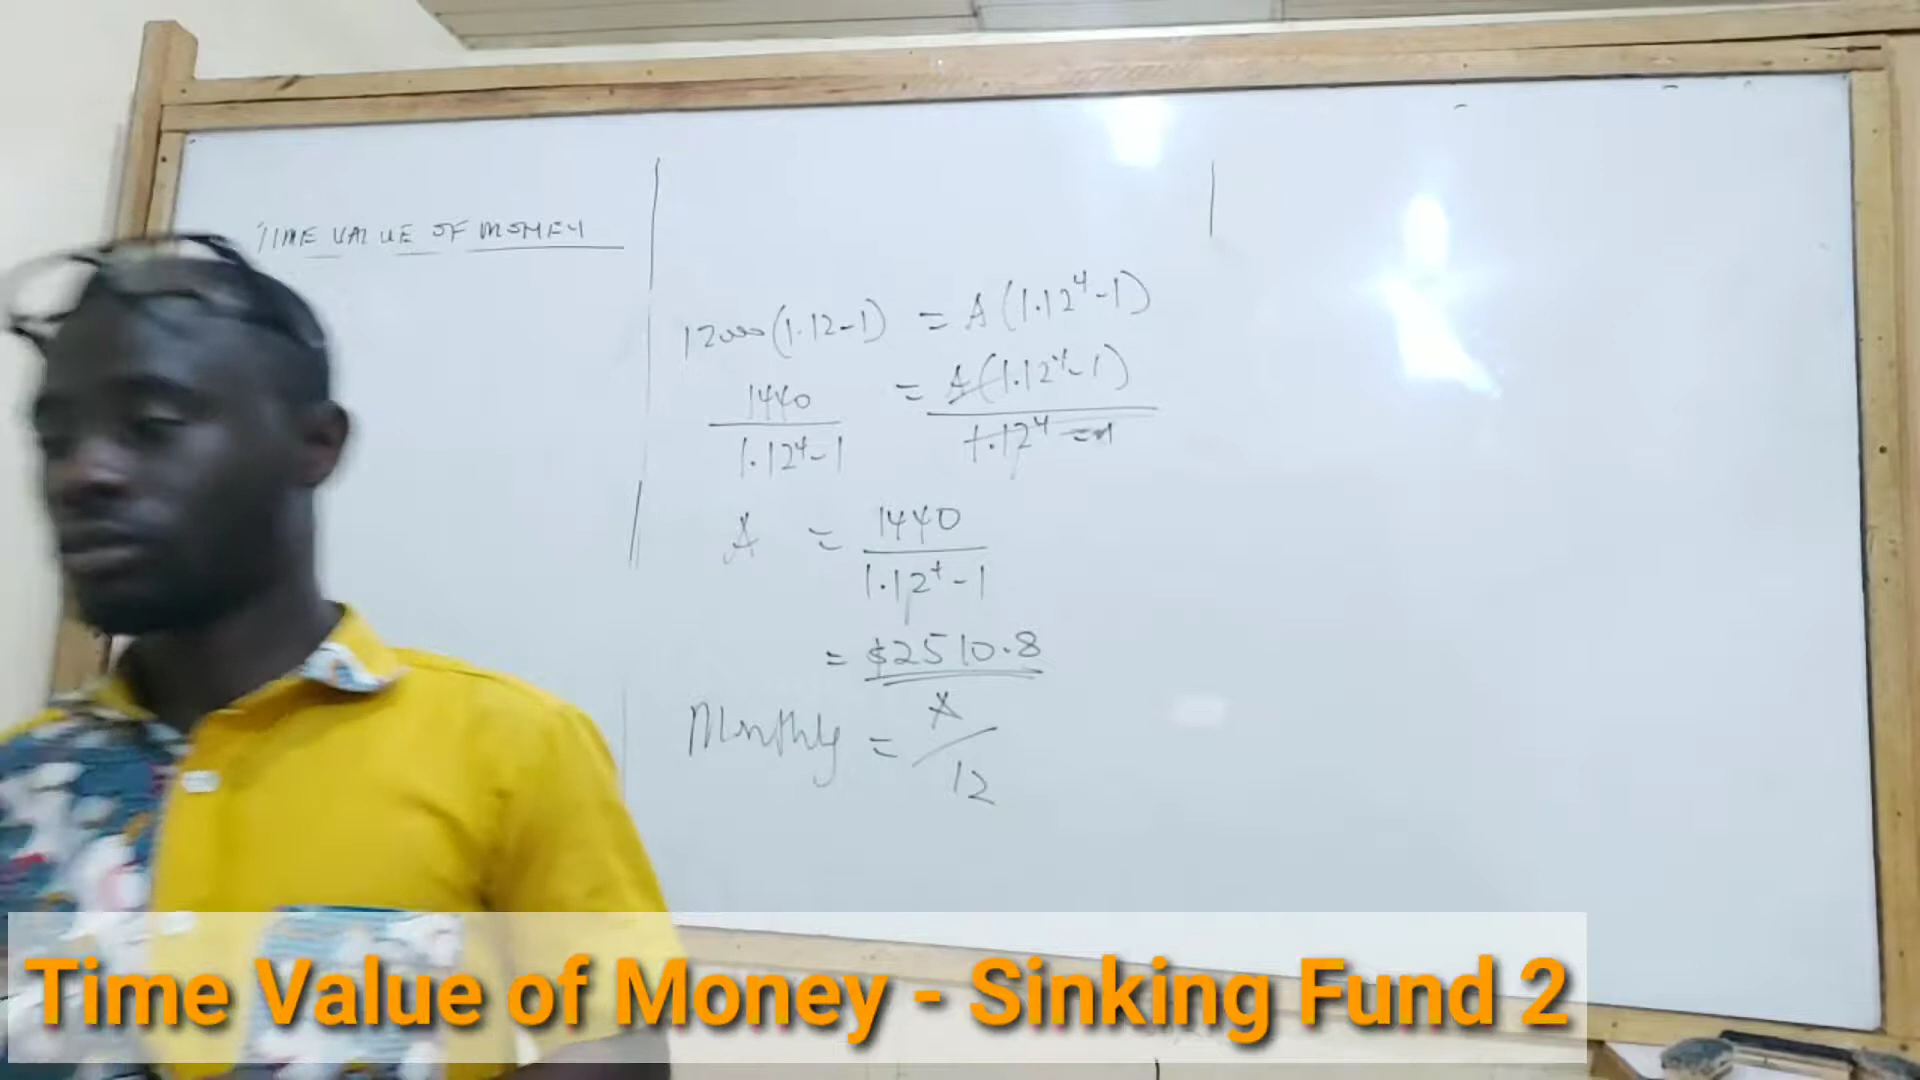 TIME VALUE OF MONEY
12000(1.12-1) = A(1.12⁴-1)
1440 / 1.12⁴-1 = A(1.12⁴-1) / 1.12⁴-1
A = 1440 / 1.12⁴-1
= $2510.8
Monthly = A/12
Time Value of Money - Sinking Fund 2